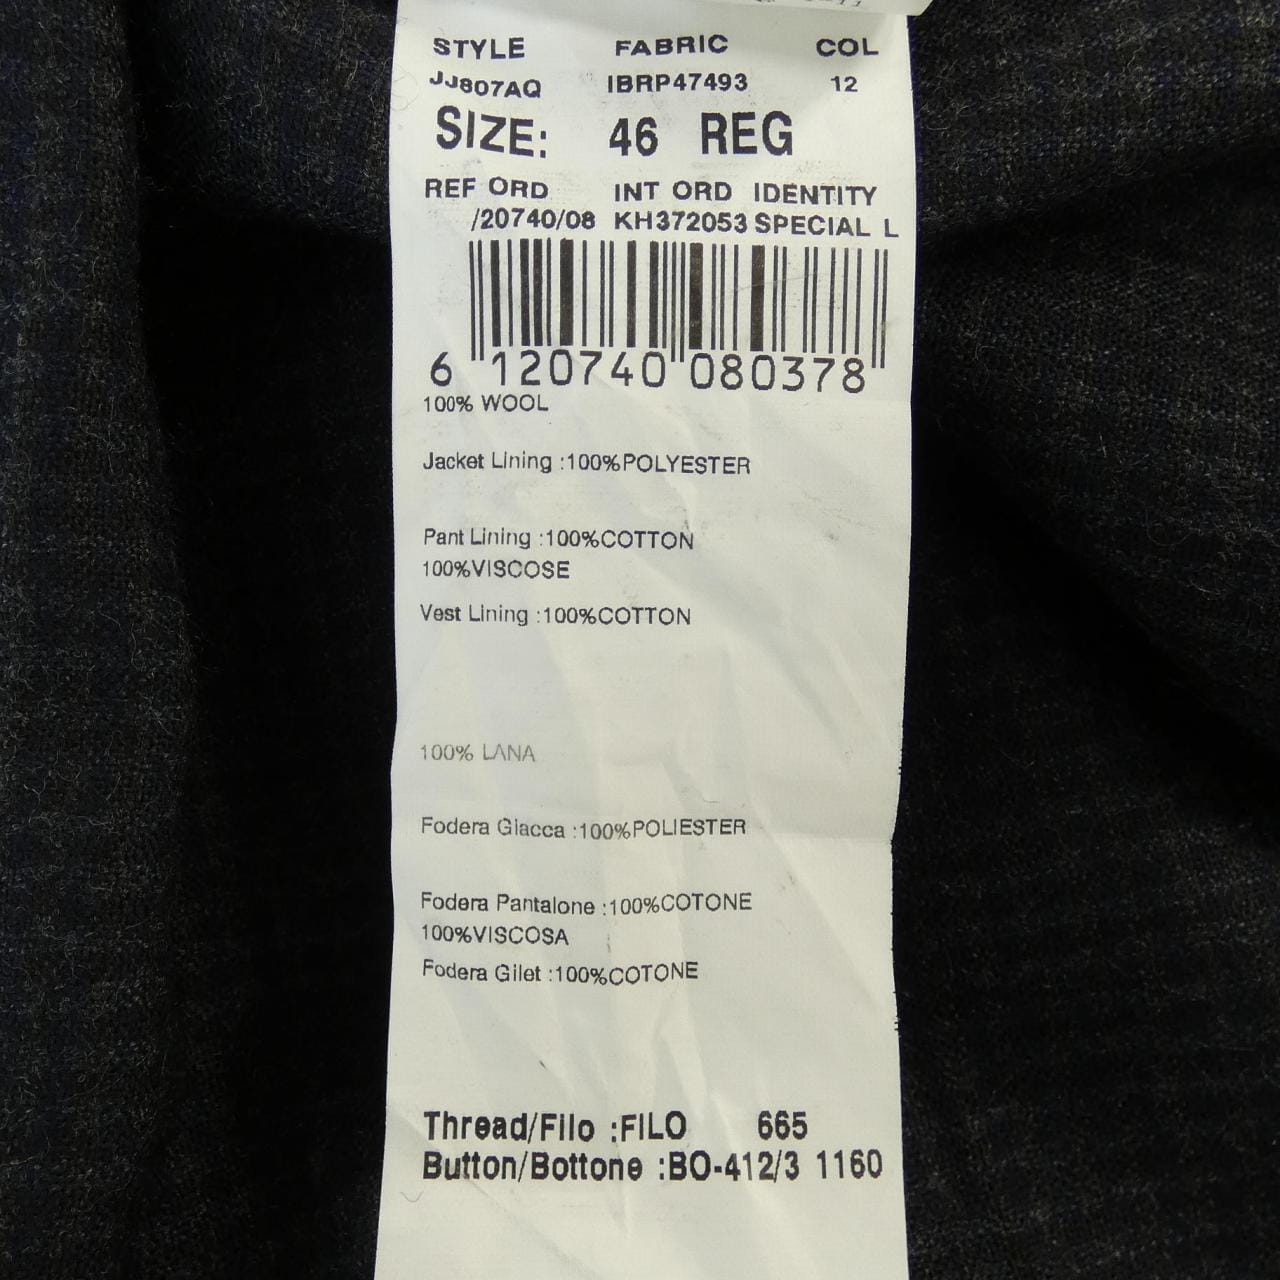 STYLE FABRIC COL
JJ807AQ IBRP47493 12
SIZE: 46 REG
REF ORD INT ORD IDENTITY
/20740/08 KH372053 SPECIAL L
6 120740 080378
100% WOOL
Jacket Lining :100%POLYESTER
Pant Lining :100%COTTON
100%VISCOSE
Vest Lining :100%COTTON
100% LANA
Fodera Giacca :100%POLIESTER
Fodera Pantalone :100%COTONE
100%VISCOSA
Fodera Gilet :100%COTONE
Thread/Filo :FILO 665
Button/Bottone :BO-412/3 1160